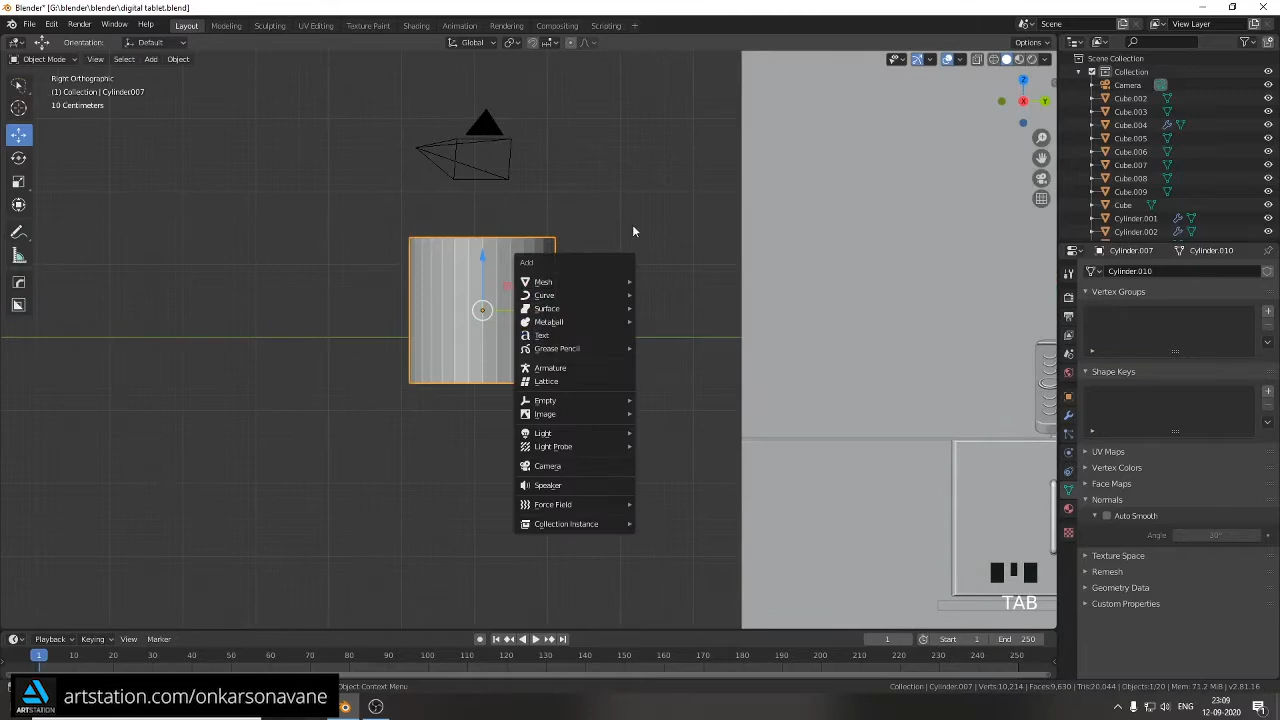 Blender* [G:\blender\blender\digital tablet.blend]
File Edit Render Window Help Layout Modeling Sculpting UV Editing Texture Paint Shading Animation Rendering Compositing Scripting + Scene View Layer
Orientation: Default Global Options
Object Mode View Select Add Object
Right Orthographic
(1) Collection | Cylinder.007
10 Centimeters
Z
X
Y
Add
Mesh
Curve
Surface
Metaball
Text
Grease Pencil
Armature
Lattice
Empty
Image
Light
Light Probe
Camera
Speaker
Force Field
Collection Instance
TAB
Scene Collection
Collection
Camera
Cube.002
Cube.003
Cube.004
Cube.005
Cube.006
Cube.007
Cube.008
Cube.009
Cube
Cylinder.001
Cylinder.002
Cylinder.007 Cylinder.010
Cylinder.010
Vertex Groups
Shape Keys
UV Maps
Vertex Colors
Face Maps
Normals
Auto Smooth
Angle 30°
Texture Space
Remesh
Geometry Data
Custom Properties
Playback Keying View Marker 1 Start 1 End 250
1 10 20 30 40 50 60 70 80 90 100 110 120 130 140 150 160 170 180 190 200 210 220 230 240 250
Object Context Menu
Collection | Cylinder.007 | Verts:10,214 | Faces:9,630 | Tris:20,044 | Objects:1/20 | Mem: 71.2 MiB | v2.81.16
ARTSTATION
artstation.com/onkarsonavane
ENG
23:09
12-09-2020